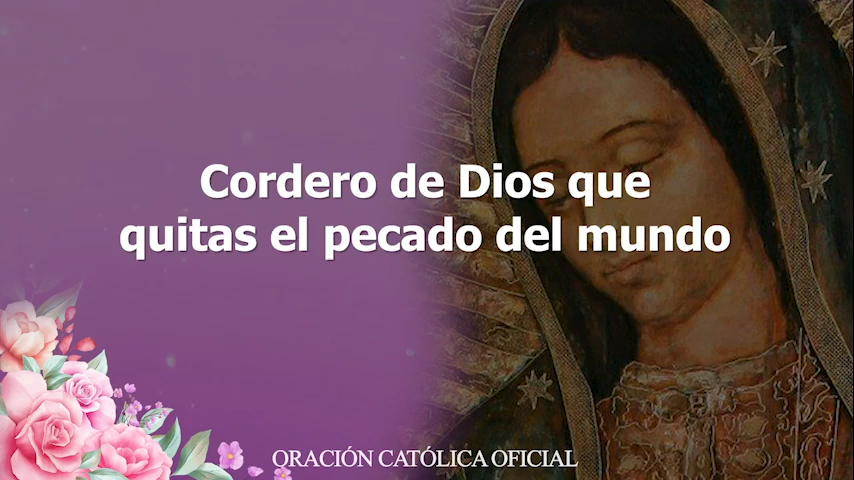 Cordero de Dios que
quitas el pecado del mundo
ORACIÓN CATÓLICA OFICIAL